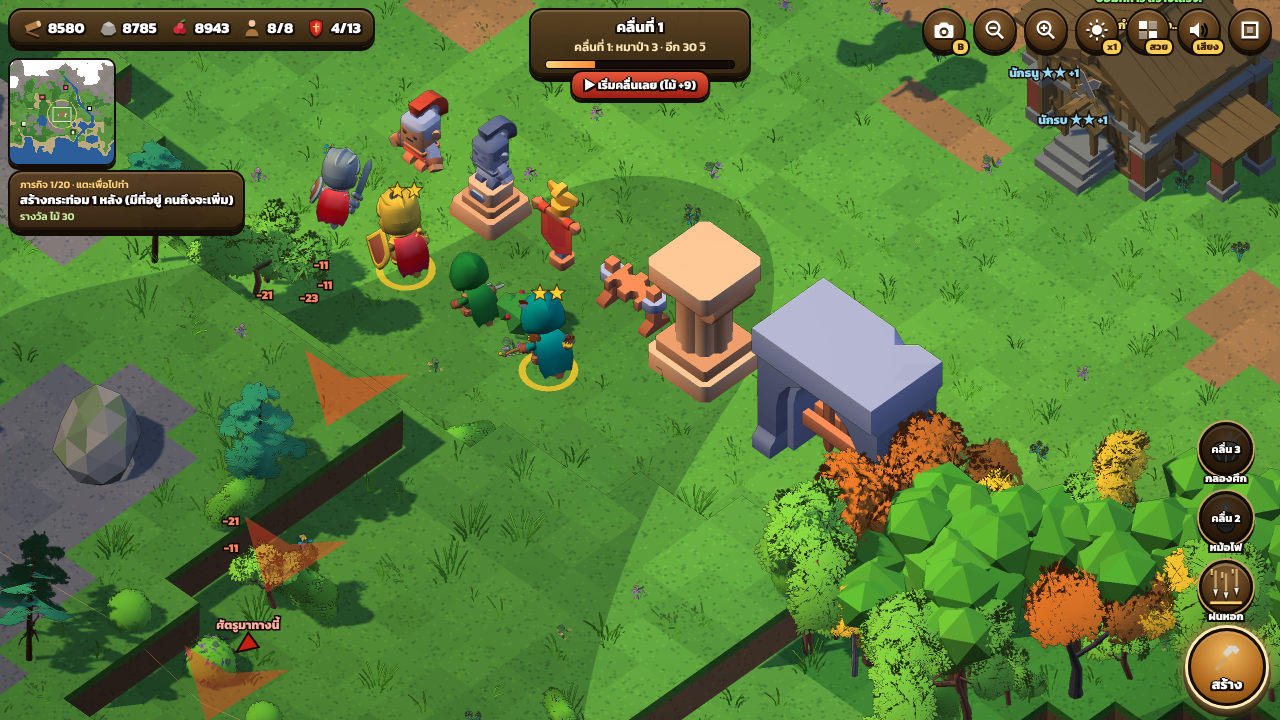 8580 8785 8943 8/8 4/13
คลื่นที่ 1
คลื่นที่ 1: หมาป่า 3 · อีก 30 วิ
▶ เริ่มคลื่นเลย (ไม้ +9)
B
x1
สวย
เสียง
นักธนู ★★ +1
นักรบ ★★ +1
ภารกิจ 1/20 · แตะเพื่อไปทำ
สร้างกระท่อม 1 หลัง (มีที่อยู่ คนถึงจะเพิ่ม)
รางวัล ไม้ 30
-11
-11
-21
-23
-21
-11
ศัตรูมาทางนี้
คลื่น 3
กลองศึก
คลื่น 2
หม้อไฟ
ฝนหอก
สร้าง